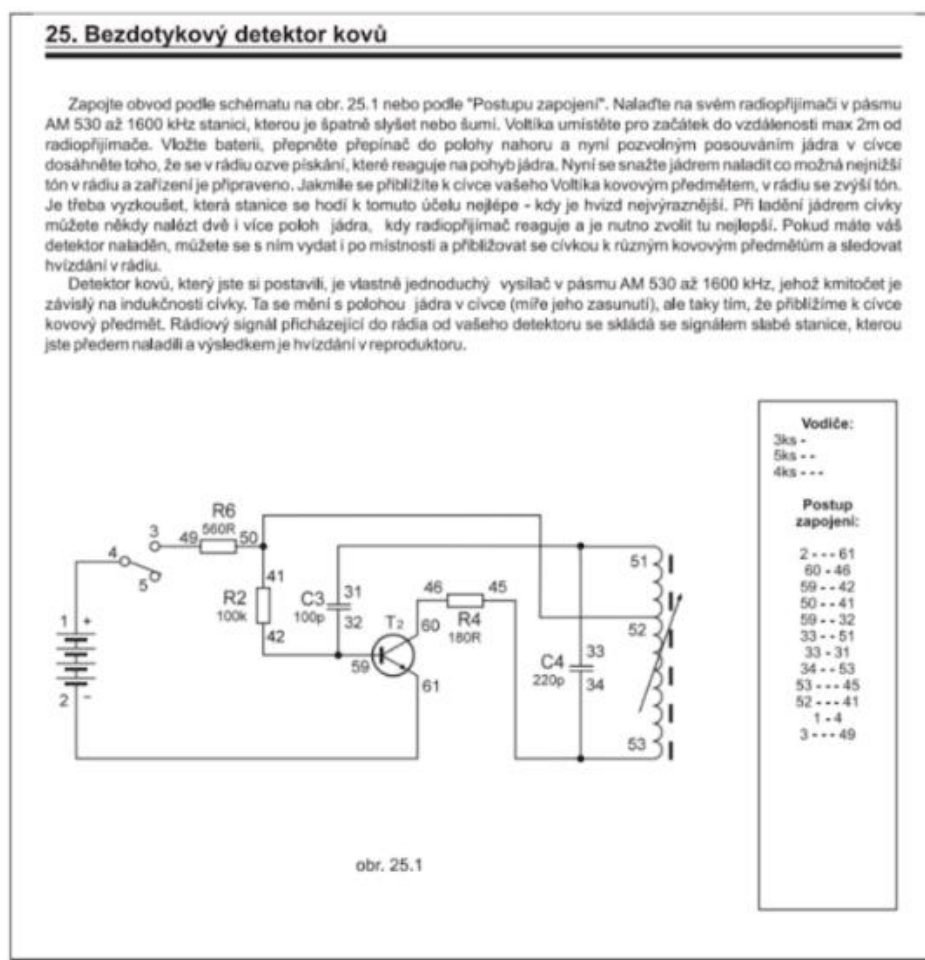 25. Bezdotykový detektor kovů
Zapojte obvod podle schématu na obr. 25.1 nebo podle "Postupu zapojení". Nalaďte na svém radiopřijímači v pásmu
AM 530 až 1600 kHz stanici, kterou je špatně slyšet nebo šumí. Voltíka umístěte pro začátek do vzdálenosti max 2m od
radiopřijímače. Vložte baterii, přepněte přepínač do polohy nahoru a nyní pozvolným posouváním jádra v cívce
dosáhněte toho, že se v rádiu ozve pískání, které reaguje na pohyb jádra. Nyní se snažte jádrem naladit co možná nejnižší
tón v rádiu a zařízení je připraveno. Jakmile se přiblížíte k cívce vašeho Voltíka kovovým předmětem, v rádiu se zvýší tón.
Je třeba vyzkoušet, která stanice se hodí k tomuto účelu nejlépe - kdy je hvizd nejvýraznější. Při ladění jádrem cívky
můžete někdy nalézt dvě i více poloh jádra, kdy radiopřijímač reaguje a je nutno zvolit tu nejlepší. Pokud máte váš
detektor naladěn, můžete se s ním vydat i po místnosti a přibližovat se cívkou k různým kovovým předmětům a sledovat
hvízdání v rádiu.
Detektor kovů, který jste si postavili, je vlastně jednoduchý vysílač v pásmu AM 530 až 1600 kHz, jehož kmitočet je
závislý na indukčnosti cívky. Ta se mění s polohou jádra v cívce (míře jeho zasunutí), ale taky tím, že přiblížíme k cívce
kovový předmět. Rádiový signál přicházející do rádia od vašeho detektoru se skládá se signálem slabé stanice, kterou
jste předem naladili a výsledkem je hvízdání v reproduktoru.
Vodiče:
3ks -
5ks - -
4ks - - -
Postup
zapojení:
2 - - - 61
60 - 46
59 - - 42
50 - - 41
59 - - 32
33 - - 51
33 - 31
34 - - 53
53 - - - 45
52 - - - 41
1 - 4
3 - - - 49
R6
3
49 560R 50
4
5
41
R2
100k
42
C3
100p
31
32
T2
59
60
61
46
45
R4
180R
C4
220p
33
34
51
52
53
1 +
2 −
obr. 25.1